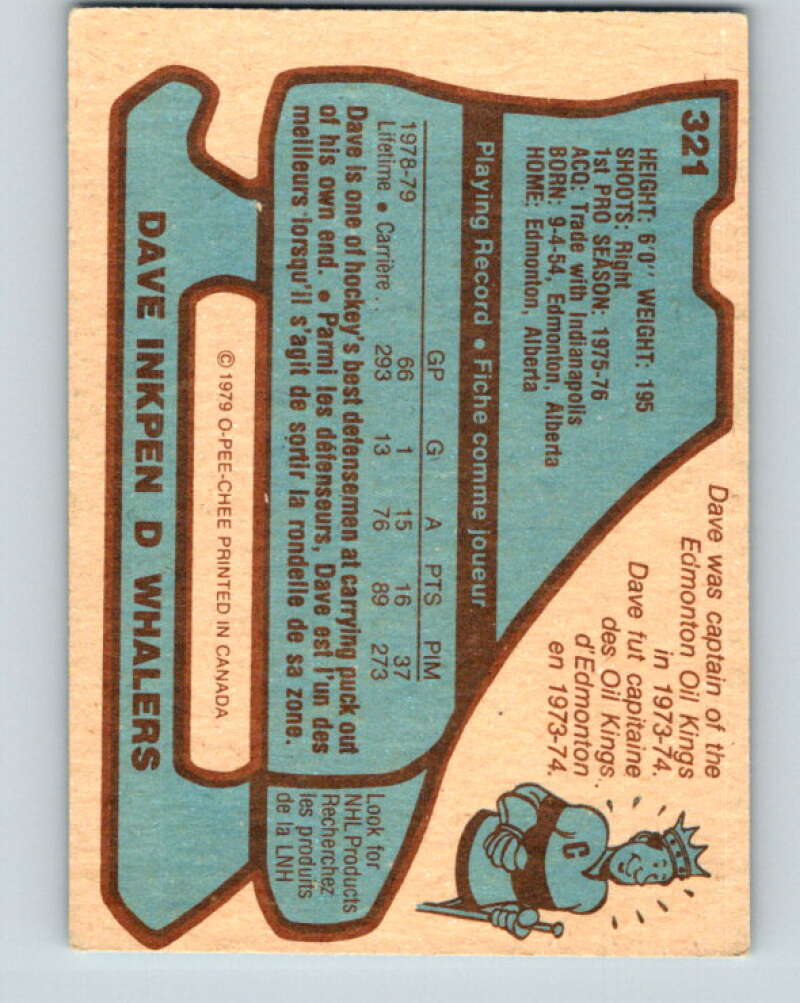 321
HEIGHT: 6'0'' WEIGHT: 195
SHOOTS: Right
1st PRO SEASON: 1975-76
ACQ: Trade with Indianapolis
BORN: 9-4-54, Edmonton, Alberta
HOME: Edmonton, Alberta
Dave was captain of the
Edmonton Oil Kings
in 1973-74.
Dave fut capitaine
des Oil Kings
d'Edmonton
en 1973-74.
C
Playing Record • Fiche comme joueur
GP G A PTS PIM
1978-79 66 1 15 16 37
Lifetime • Carrière .. 293 13 76 89 273
Dave is one of hockey's best defensemen at carrying puck out
of his own end. • Parmi les défenseurs, Dave est l'un des
meilleurs lorsqu'il s'agit de sortir la rondelle de sa zone.
Look for
NHL Products
Recherchez
les produits
de la LNH
© 1979 O-PEE-CHEE PRINTED IN CANADA
DAVE INKPEN D WHALERS